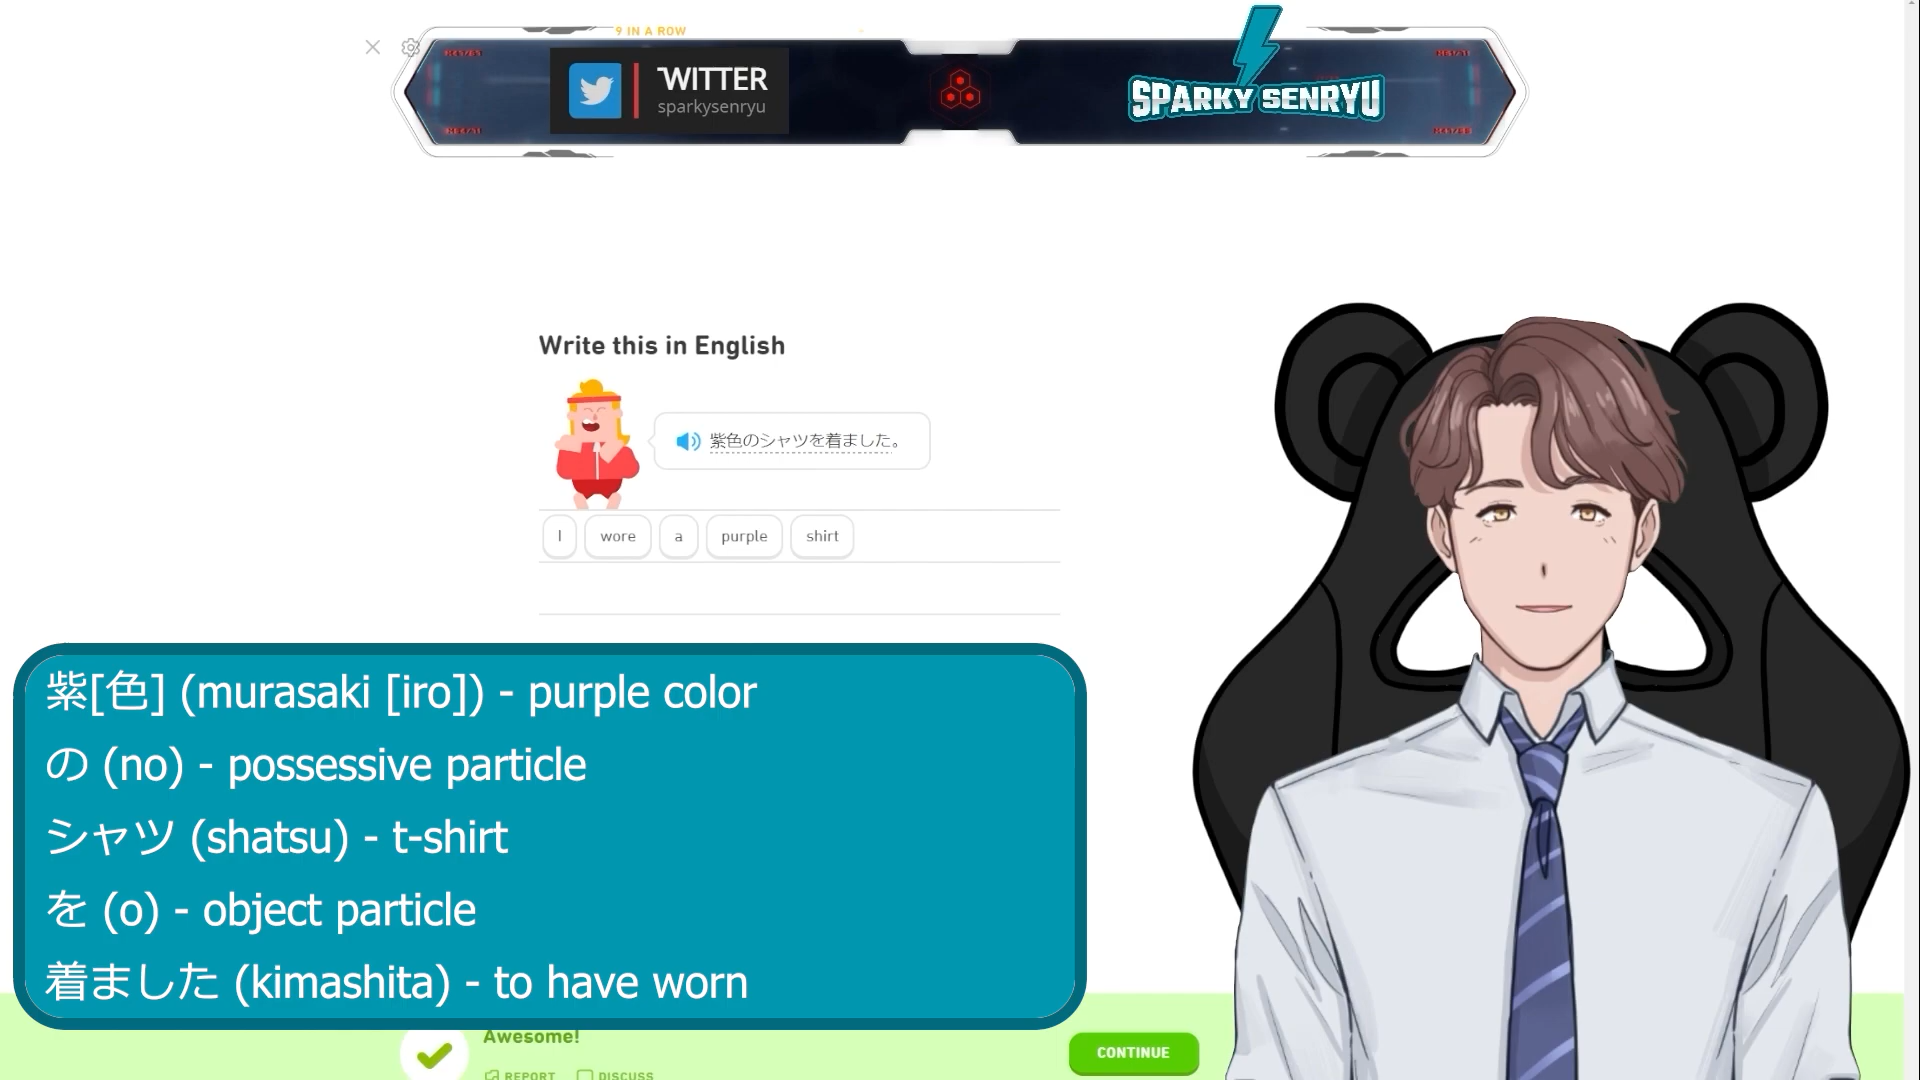 9 IN A ROW
TWITTER
sparkysenryu
SPARKY SENRYU
Write this in English
紫色のシャツを着ました。
I wore a purple shirt
紫[色] (murasaki [iro]) - purple color
の (no) - possessive particle
シャツ (shatsu) - t-shirt
を (o) - object particle
着ました (kimashita) - to have worn
Awesome!
CONTINUE
REPORT DISCUSS